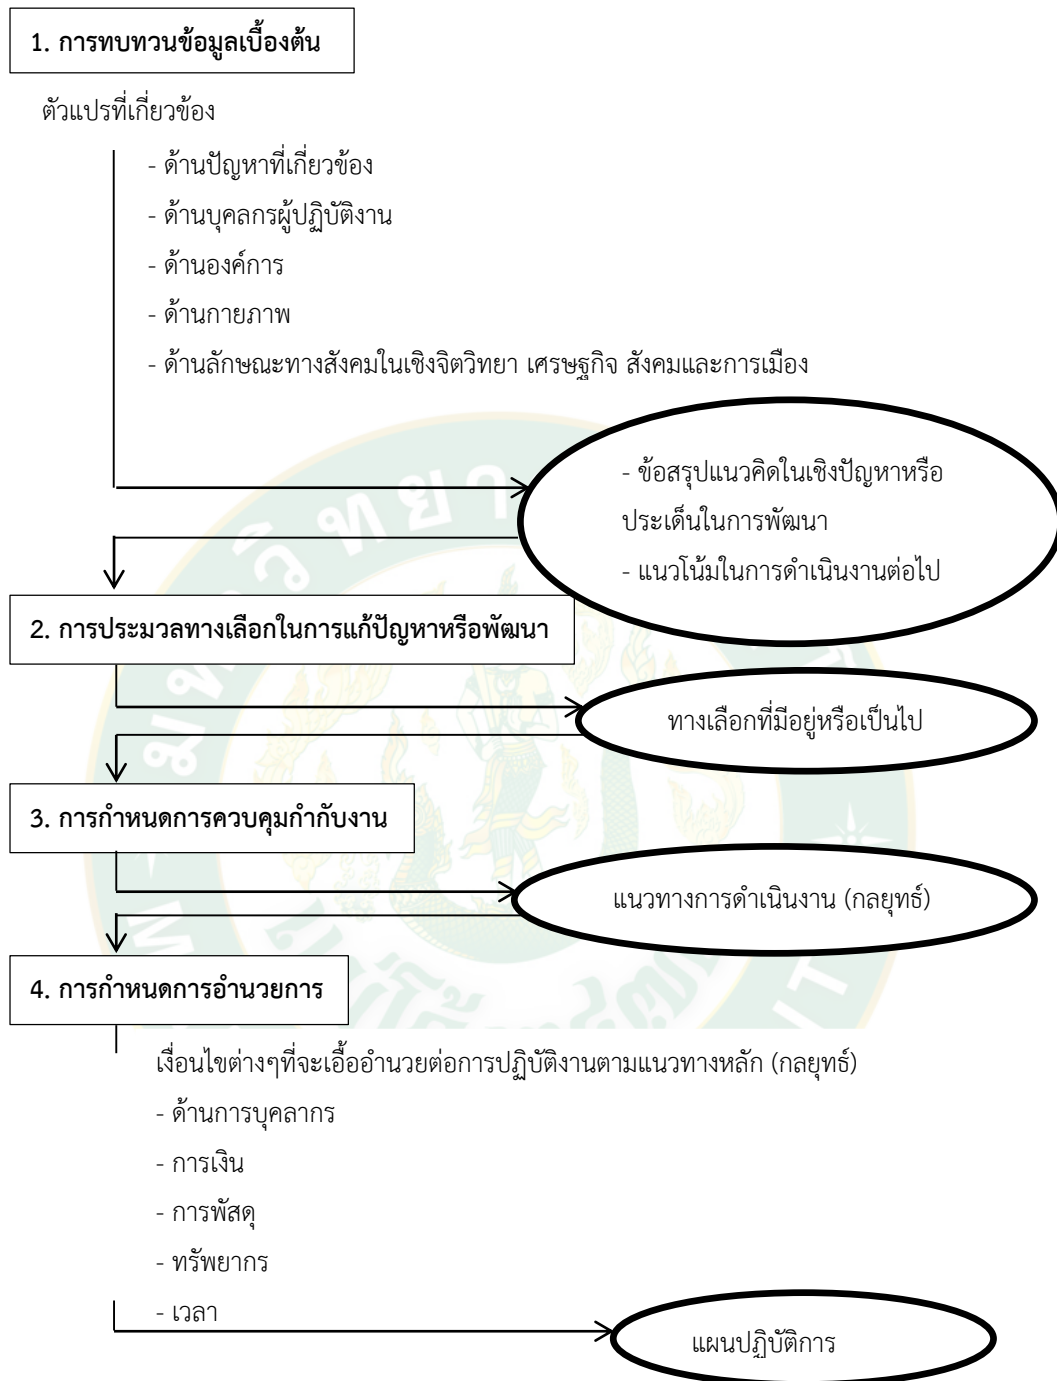 1. การทบทวนข้อมูลเบื้องต้น
ตัวแปรที่เกี่ยวข้อง
- ด้านปัญหาที่เกี่ยวข้อง
- ด้านบุคลกรผู้ปฏิบัติงาน
- ด้านองค์การ
- ด้านกายภาพ
- ด้านลักษณะทางสังคมในเชิงจิตวิทยา เศรษฐกิจ สังคมและการเมือง
- ข้อสรุปแนวคิดในเชิงปัญหาหรือ
ประเด็นในการพัฒนา
- แนวโน้มในการดำเนินงานต่อไป
2. การประมวลทางเลือกในการแก้ปัญหาหรือพัฒนา
ทางเลือกที่มีอยู่หรือเป็นไป
3. การกำหนดการควบคุมกำกับงาน
แนวทางการดำเนินงาน (กลยุทธ์)
4. การกำหนดการอำนวยการ
เงื่อนไขต่างๆที่จะเอื้ออำนวยต่อการปฏิบัติงานตามแนวทางหลัก (กลยุทธ์)
- ด้านการบุคลากร
- การเงิน
- การพัสดุ
- ทรัพยากร
- เวลา
แผนปฏิบัติการ